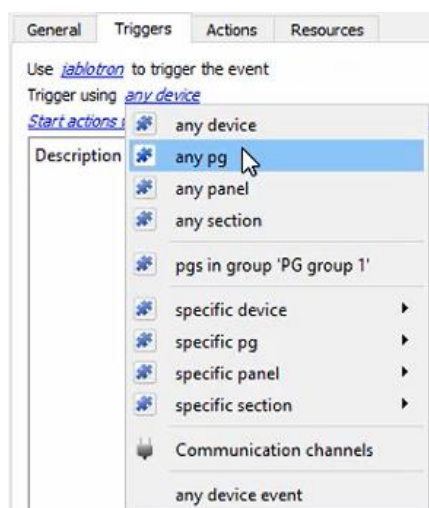 General Triggers Actions Resources
Use jablotron to trigger the event
Trigger using any device
Start actions
Description
any device
any pg
any panel
any section
pgs in group 'PG group 1'
specific device
specific pg
specific panel
specific section
Communication channels
any device event